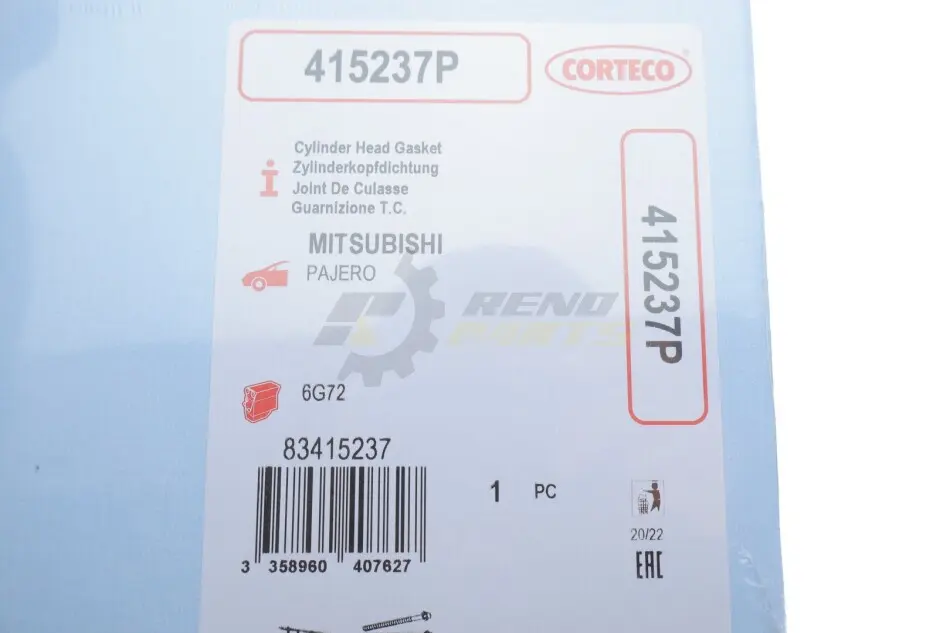 415237P
CORTECO
®
Cylinder Head Gasket
Zylinderkopfdichtung
Joint De Culasse
Guarnizione T.C.
MITSUBISHI
PAJERO
415237P
RENO
PARTS
6G72
83415237
1 PC
3 358960 407627
20/22
EAC